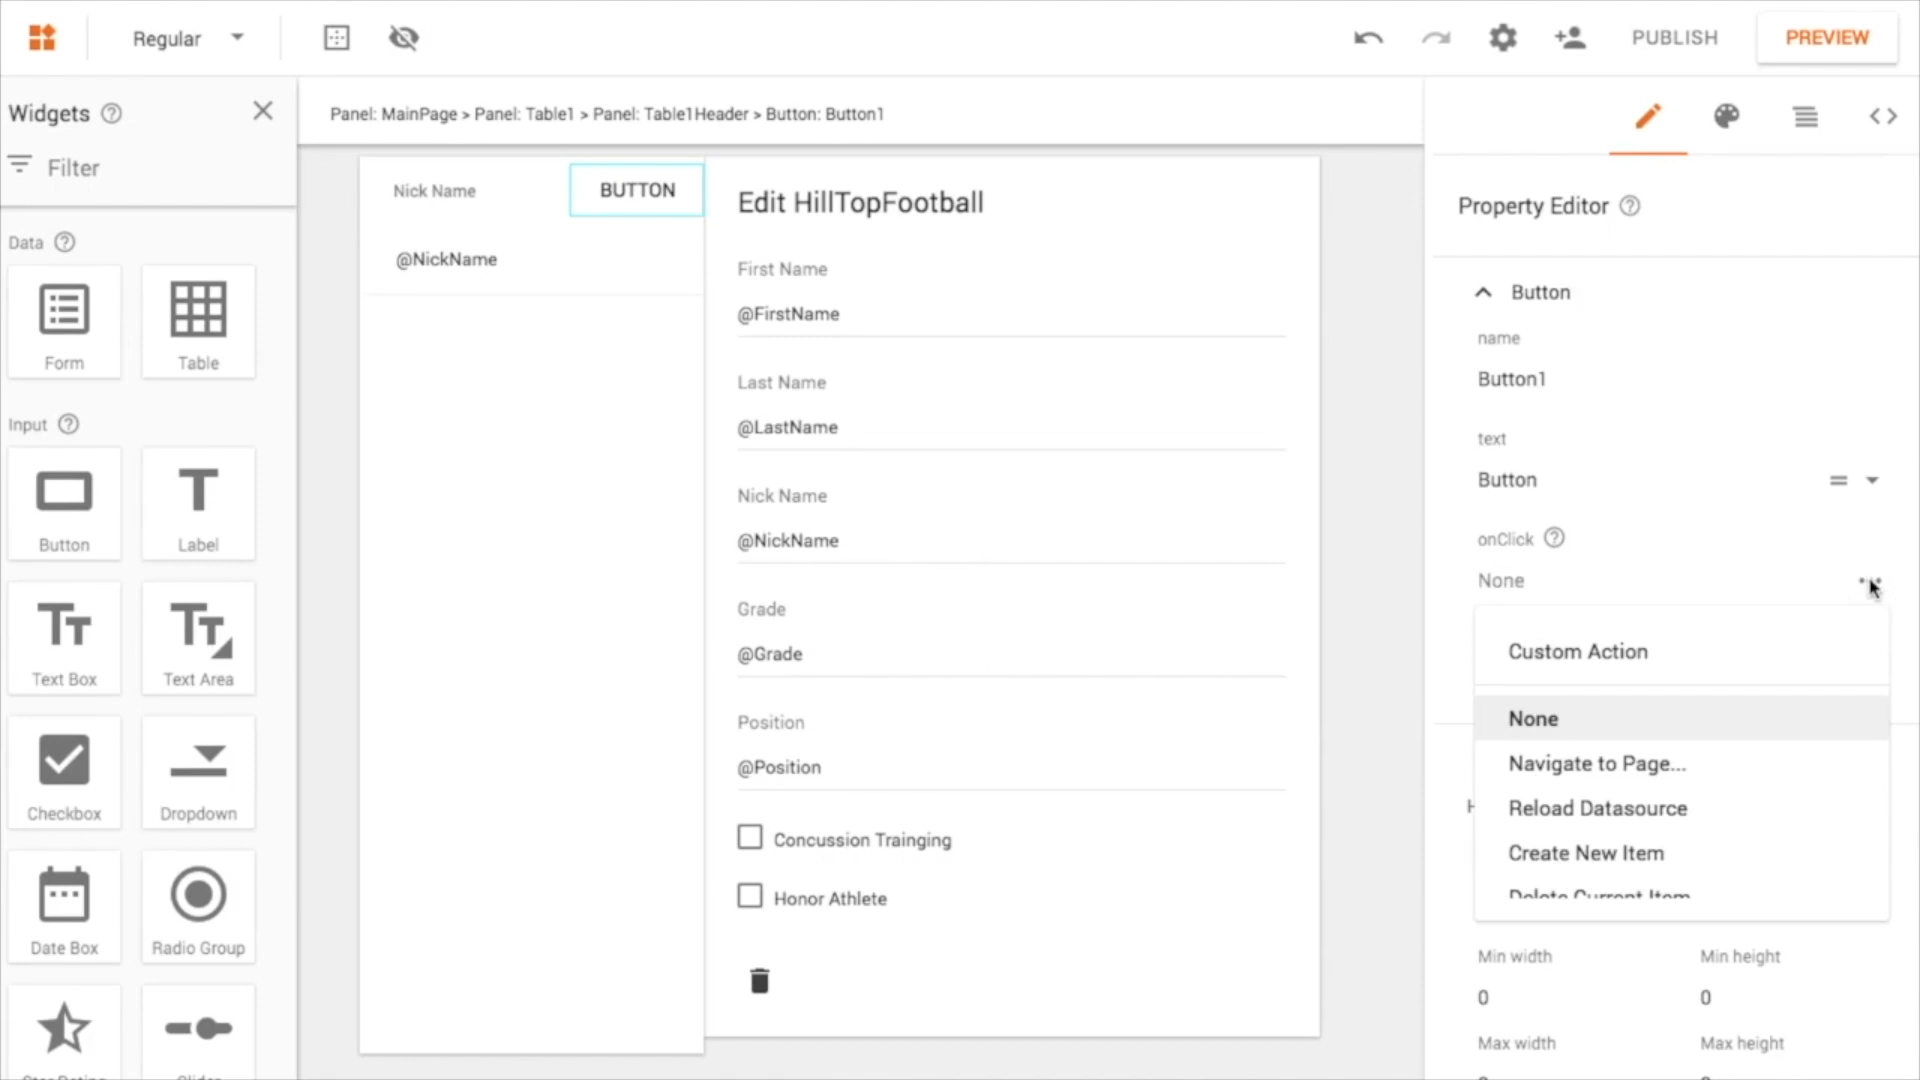 Regular
PUBLISH
PREVIEW
Widgets
Filter
Data
Form
Table
Input
Button
Label
Text Box
Text Area
Checkbox
Dropdown
Date Box
Radio Group
Panel: MainPage > Panel: Table1 > Panel: Table1Header > Button: Button1
Nick Name
BUTTON
@NickName
Edit HillTopFootball
First Name
@FirstName
Last Name
@LastName
Nick Name
@NickName
Grade
@Grade
Position
@Position
Concussion Trainging
Honor Athlete
Property Editor
Button
name
Button1
text
Button
onClick
None
Custom Action
None
Navigate to Page...
Reload Datasource
Create New Item
Delete Current Item
Min width
Min height
0
0
Max width
Max height